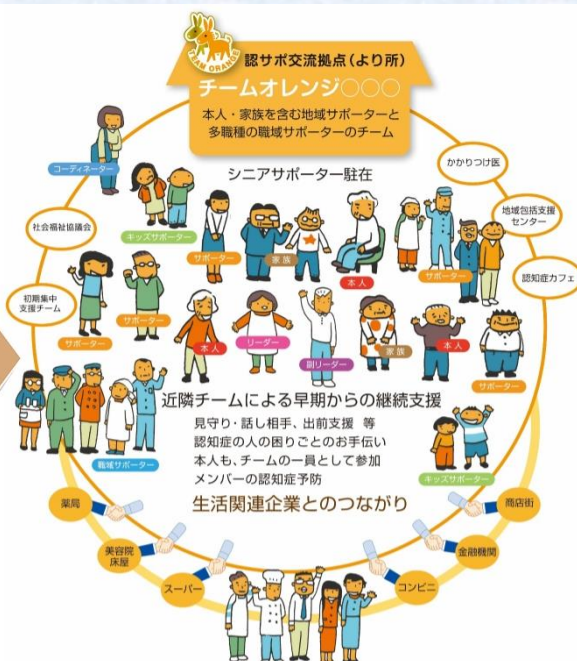 TEAM ORANGE
認サポ交流拠点(より所)
チームオレンジ〇〇〇
本人・家族を含む地域サポーターと
多職種の職域サポーターのチーム
シニアサポーター駐在
コーディネーター
かかりつけ医
キッズサポーター
地域包括支援
センター
社会福祉協議会
サポーター
家族
本人
サポーター
認知症カフェ
初期集中
支援チーム
サポーター
サポーター
本人
リーダー
副リーダー
家族
本人
サポーター
近隣チームによる早期からの継続支援
見守り・話し相手、出前支援 等
認知症の人の困りごとのお手伝い
本人も、チームの一員として参加
メンバーの認知症予防
職域サポーター
キッズサポーター
生活関連企業とのつながり
薬局
商店街
美容院
床屋
金融機関
スーパー
コンビニ